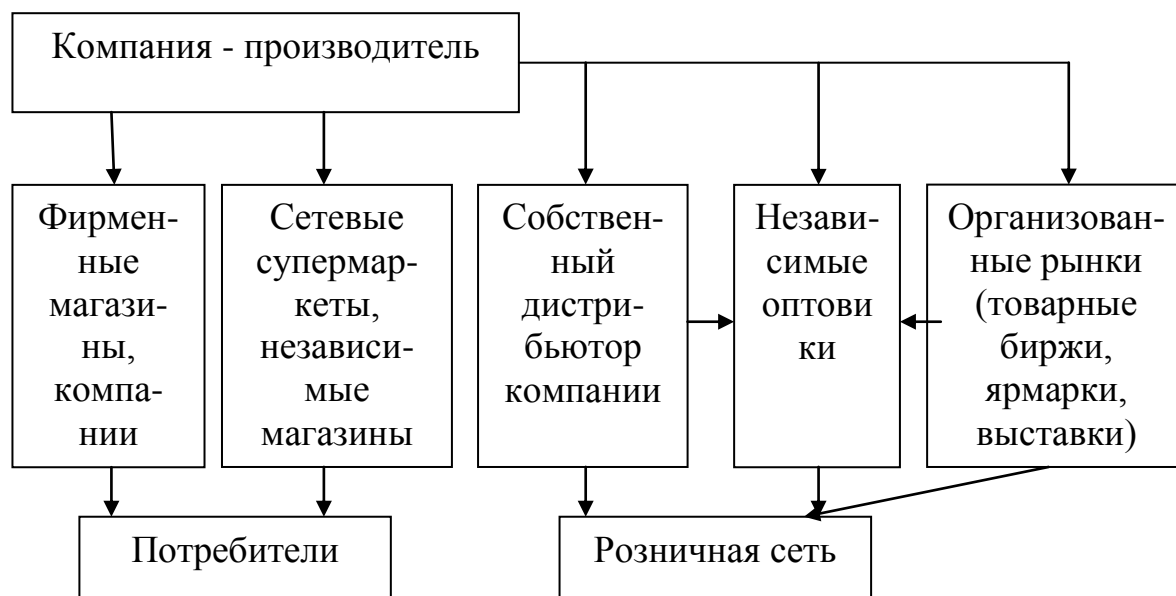 Компания - производитель
Фирмен-
ные
магази-
ны,
компа-
нии
Сетевые
супермар-
кеты,
независи-
мые
магазины
Собствен-
ный
дистри-
бьютор
компании
Незави-
симые
оптови
ки
Организован-
ные рынки
(товарные
биржи,
ярмарки,
выставки)
Потребители
Розничная сеть